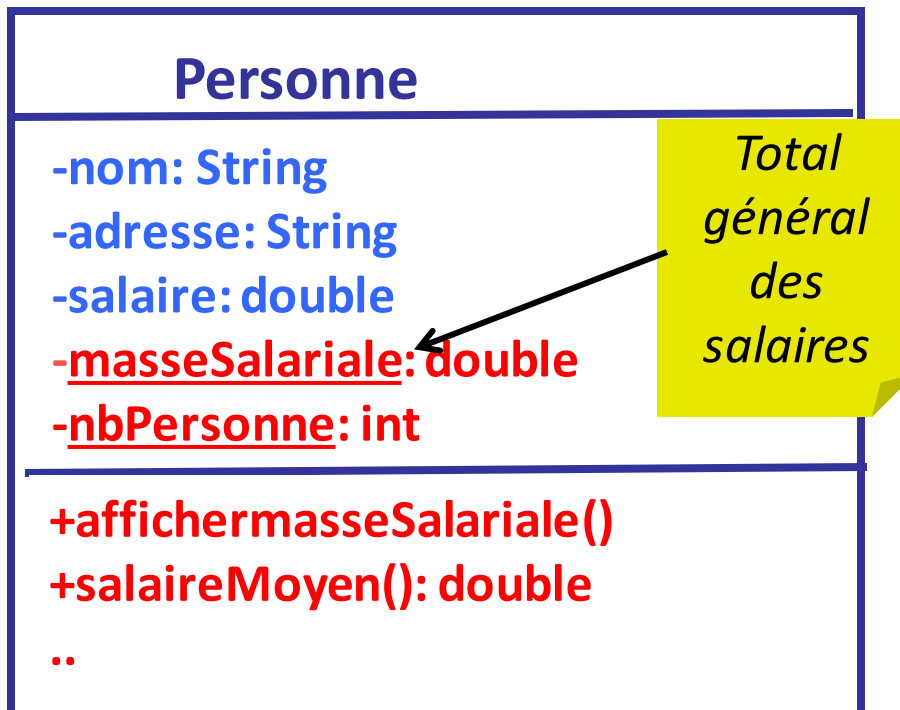 Personne
-nom: String
-adresse: String
-salaire: double
-masseSalariale: double
-nbPersonne: int
Total
général
des
salaires
+affichermasseSalariale()
+salaireMoyen(): double
..